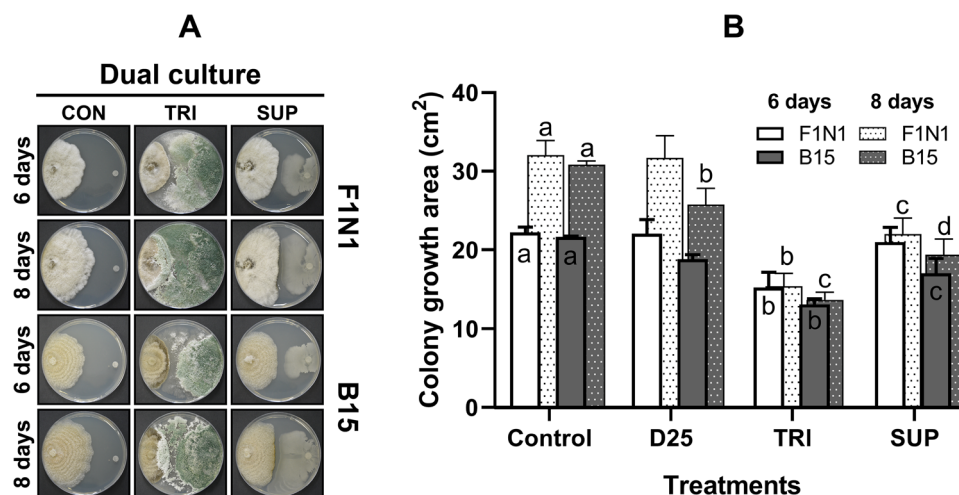 A
Dual culture
CON TRI SUP
6 days
8 days
F1N1
6 days
8 days
B15
B
Colony growth area (cm²)
40
30
20
10
0
6 days 8 days
F1N1 F1N1
B15 B15
a a
a a
b
b c
b b
c d
c
Control D25 TRI SUP
Treatments